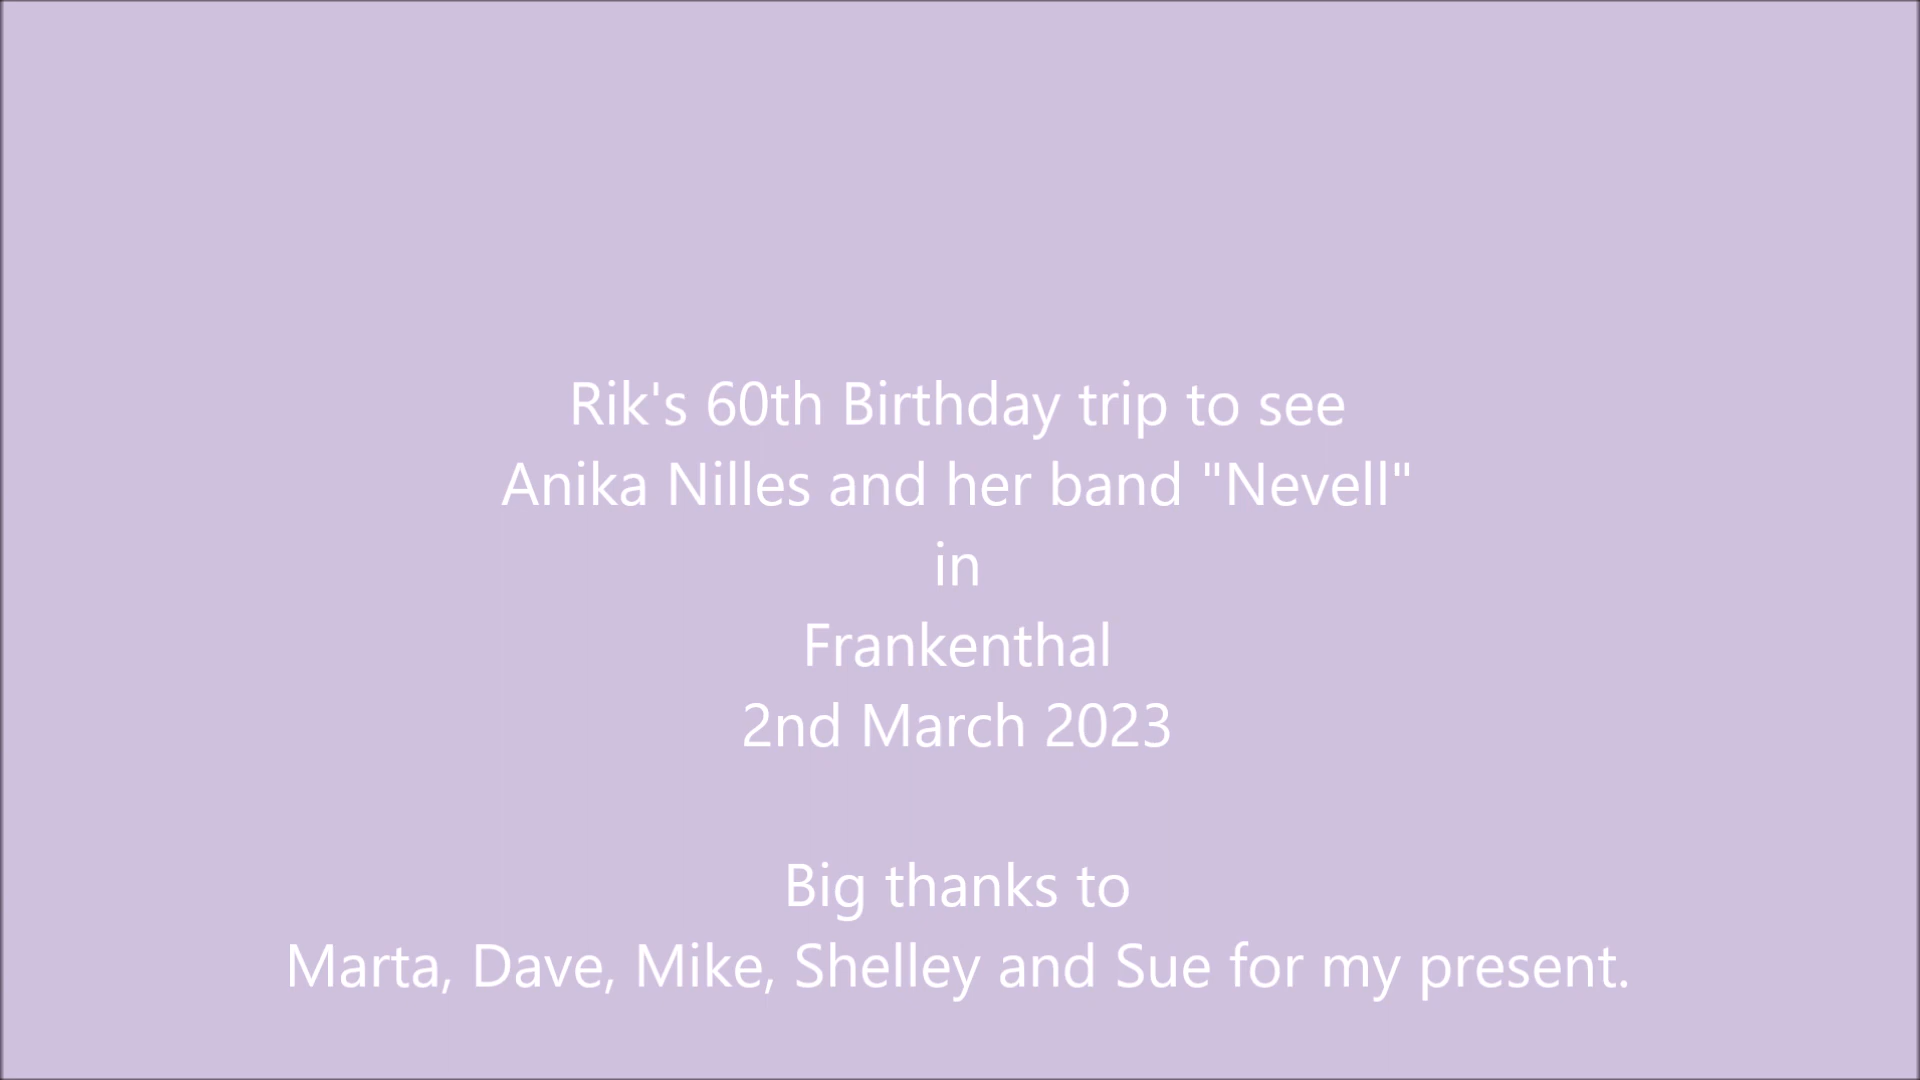 Rik's 60th Birthday trip to see
Anika Nilles and her band "Nevell"
in
Frankenthal
2nd March 2023
Big thanks to
Marta, Dave, Mike, Shelley and Sue for my present.